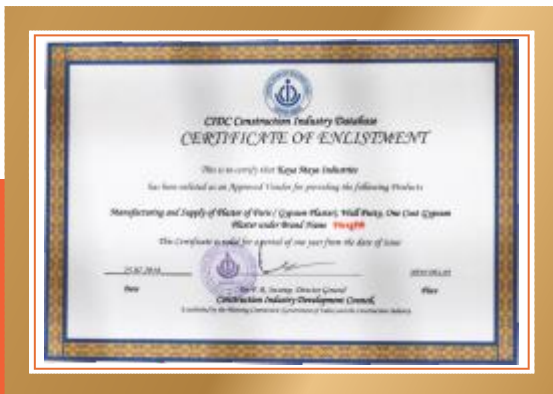 CIDC Construction Industry Database
CERTIFICATE OF ENLISTMENT
This is to certify that Kaya Maya Industries
has been enlisted as an Approved Vendor for providing the following Products
Manufacturing and Supply of Plaster of Paris / Gypsum Plaster, Wall Putty, One Coat Gypsum
Plaster under Brand Name
This Certificate is valid for a period of one year from the date of issue
Date
Director General
Place
Construction Industry Development Council,